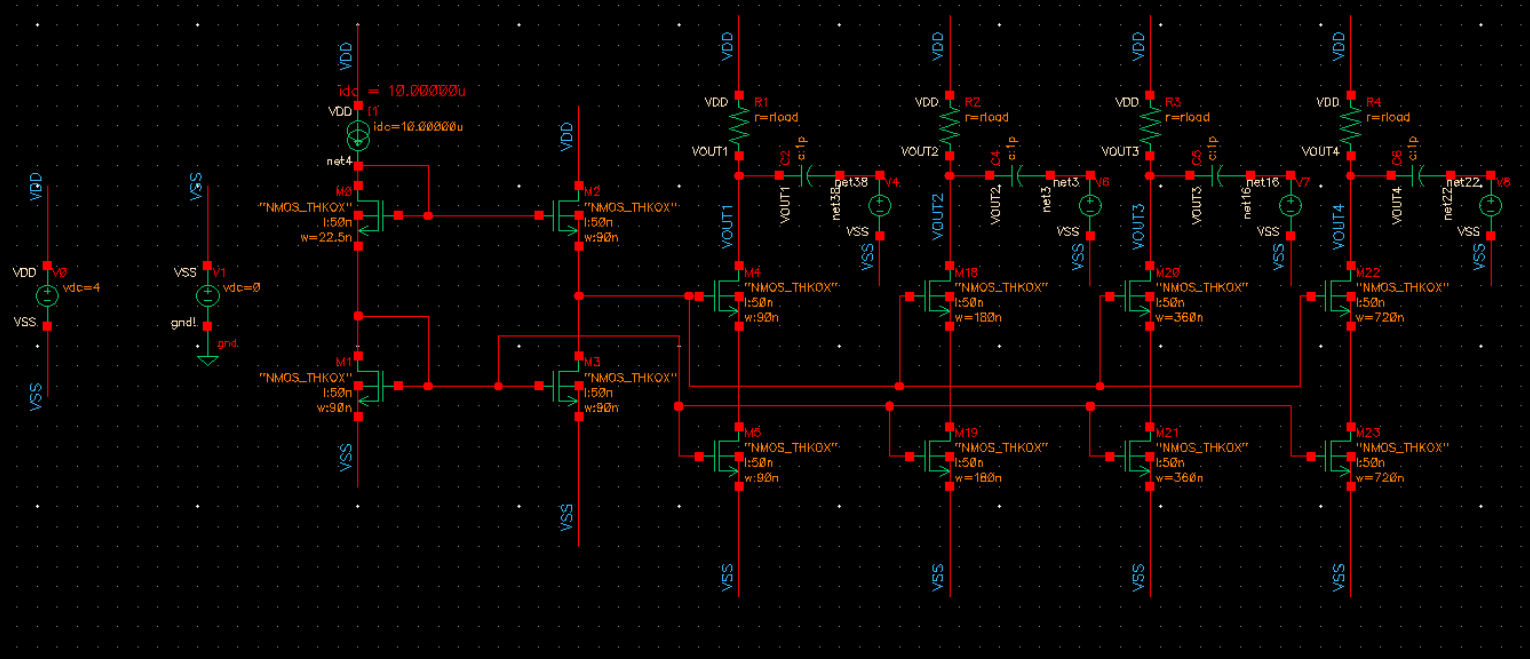 VDD
VDD
VDD
VDD
VDD
idc = 10.00000u
VDD
I1
idc=10.00000u
net4
VDD
VDD
R1
r=rload
VOUT1
VDD
R2
r=rload
VOUT2
VDD
R3
r=rload
VOUT3
VDD
R4
r=rload
VOUT4
C2
c:1p
VOUT1
net38
net38
V4
VSS
VSS
C4
c:1p
VOUT2
net3
net3
V6
VSS
VSS
C5
c:1p
VOUT3
net16
net16
V7
VSS
VSS
C6
c:1p
VOUT4
net22
net22
V8
VSS
VSS
VDD
VDD
V0
vdc=4
VSS
VSS
VSS
VSS
V1
vdc=0
gnd!
gnd
M0
"NMOS_THKOX"
l:50n
w=22.5n
M2
"NMOS_THKOX"
l:50n
w:90n
VOUT1
VOUT2
VOUT3
VOUT4
M4
"NMOS_THKOX"
l:50n
w:90n
M18
"NMOS_THKOX"
l:50n
w=180n
M20
"NMOS_THKOX"
l:50n
w=360n
M22
"NMOS_THKOX"
l:50n
w=720n
M1
"NMOS_THKOX"
l:50n
w:90n
M3
"NMOS_THKOX"
l:50n
w:90n
"NMOS_THKOX"
l:50n
w:90n
M19
"NMOS_THKOX"
l:50n
w=180n
M21
"NMOS_THKOX"
l:50n
w=360n
M23
"NMOS_THKOX"
l:50n
w=720n
VSS
VSS
VSS
VSS
VSS
VSS